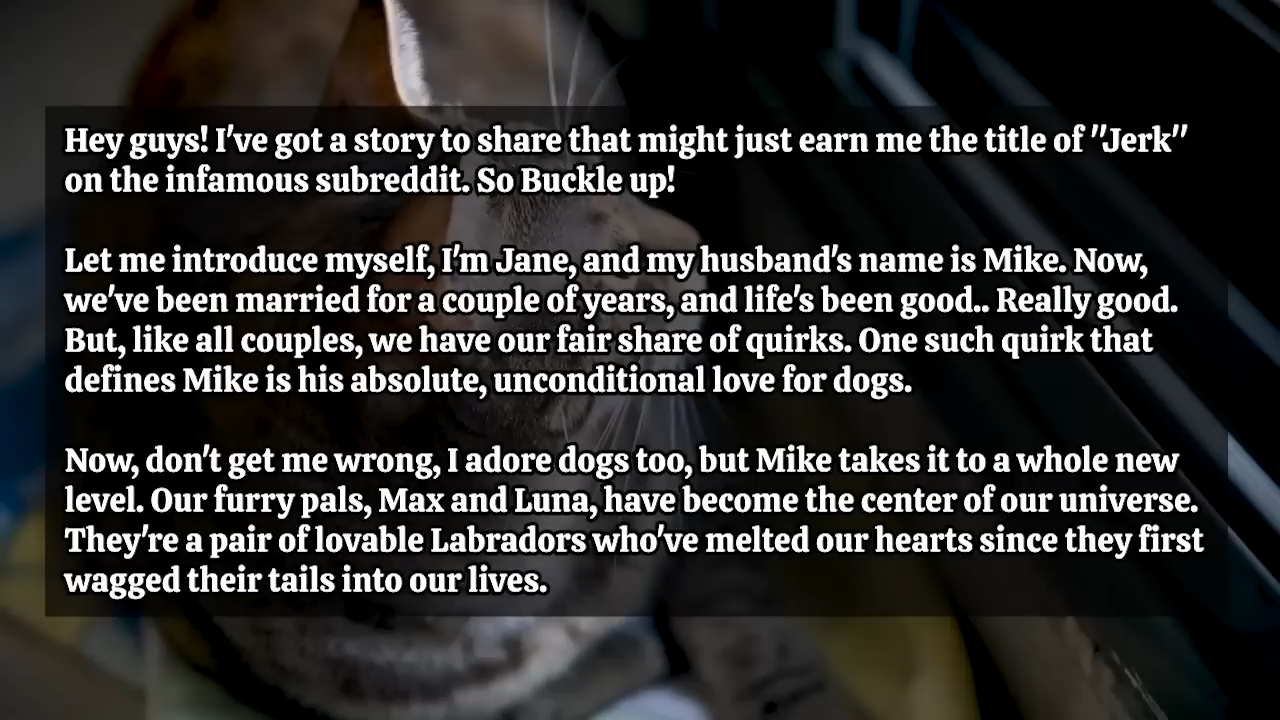 Hey guys! I've got a story to share that might just earn me the title of "Jerk"
on the infamous subreddit. So Buckle up!
Let me introduce myself, I'm Jane, and my husband's name is Mike. Now,
we've been married for a couple of years, and life's been good.. Really good.
But, like all couples, we have our fair share of quirks. One such quirk that
defines Mike is his absolute, unconditional love for dogs.
Now, don't get me wrong, I adore dogs too, but Mike takes it to a whole new
level. Our furry pals, Max and Luna, have become the center of our universe.
They're a pair of lovable Labradors who've melted our hearts since they first
wagged their tails into our lives.